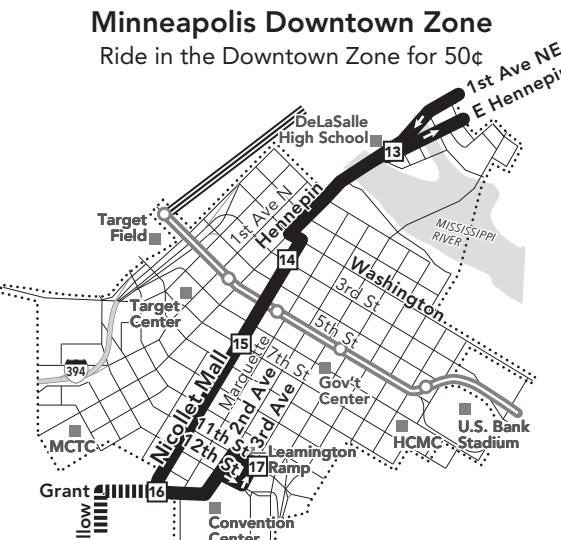 Minneapolis Downtown Zone
Ride in the Downtown Zone for 50¢
1st Ave NE
E Hennepin
DeLaSalle
High School
13
MISSISSIPPI
RIVER
1st Ave N
Hennepin
Target
Field
14
Washington
3rd St
Target
Center
5th St
15
394
Nicollet Mall
Marquette
7th St
2nd Ave
3rd Ave
Gov't
Center
11th St
12th St
MCTC
HCMC
U.S. Bank
Stadium
17
Leamington
Ramp
Grant
16
llow
Convention
Center